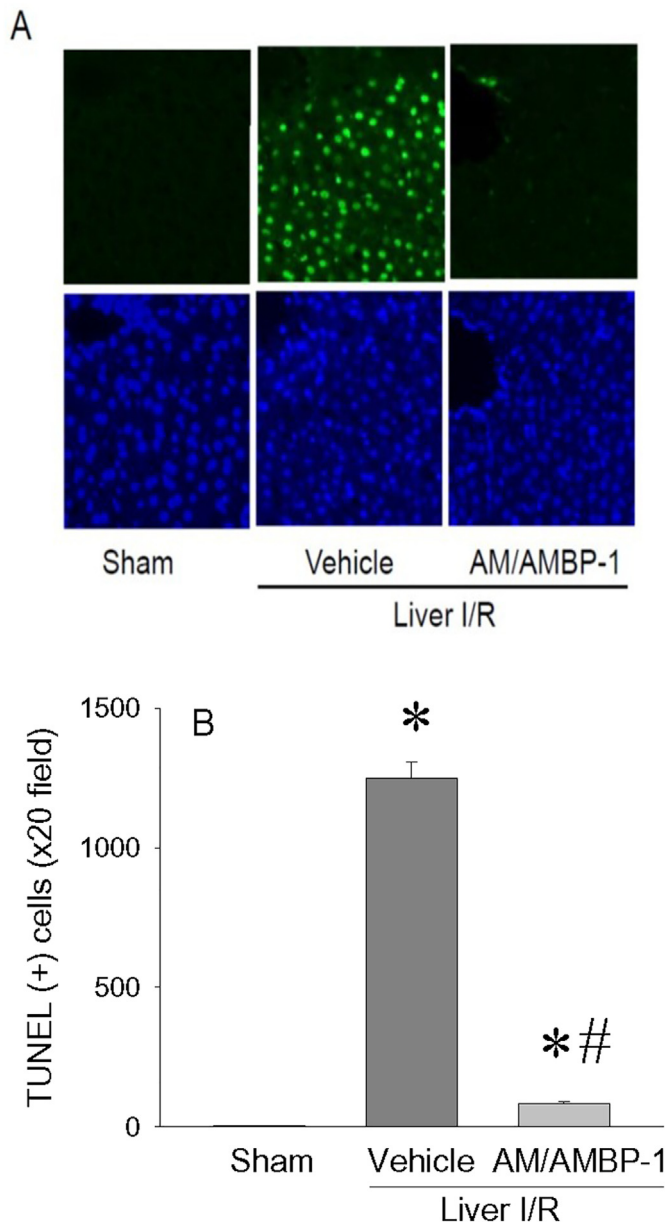 A
Sham Vehicle AM/AMBP-1
Liver I/R
B
TUNEL (+) cells (x20 field)
1500
1000
500
0
*
*#
Sham Vehicle AM/AMBP-1
Liver I/R